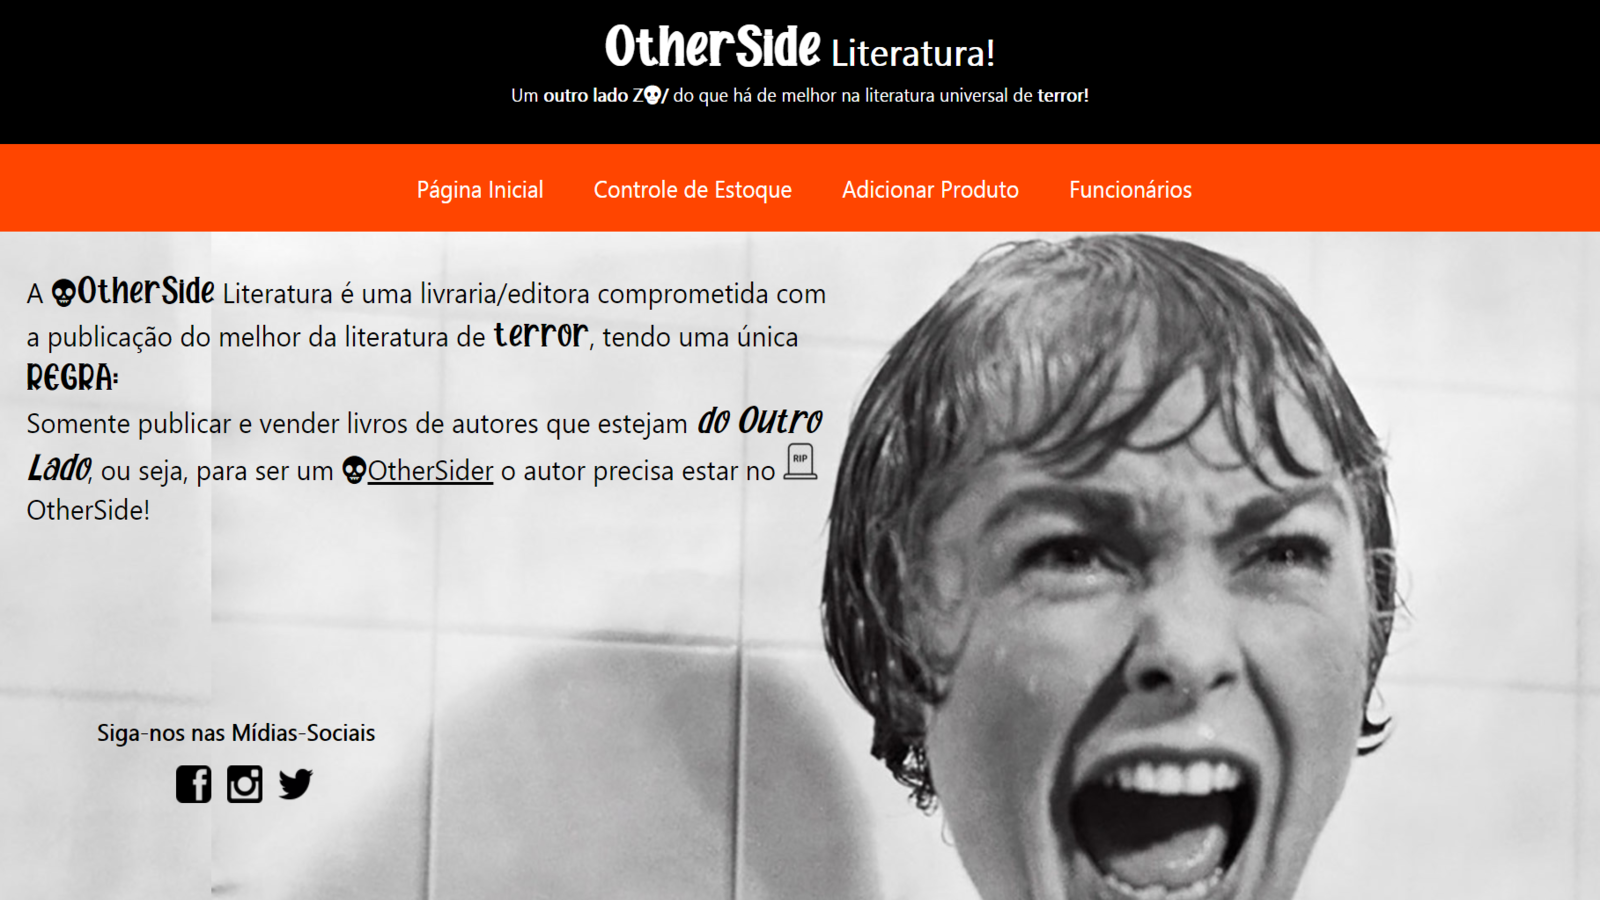 OtherSide Literatura!
Um outro lado Z💀/ do que há de melhor na literatura universal de terror!
Página Inicial Controle de Estoque Adicionar Produto Funcionários
A 💀OtherSide Literatura é uma livraria/editora comprometida com
a publicação do melhor da literatura de terror, tendo uma única
REGRA:
Somente publicar e vender livros de autores que estejam do Outro
Lado, ou seja, para ser um 💀OtherSider o autor precisa estar no RIP
OtherSide!
Siga-nos nas Mídias-Sociais